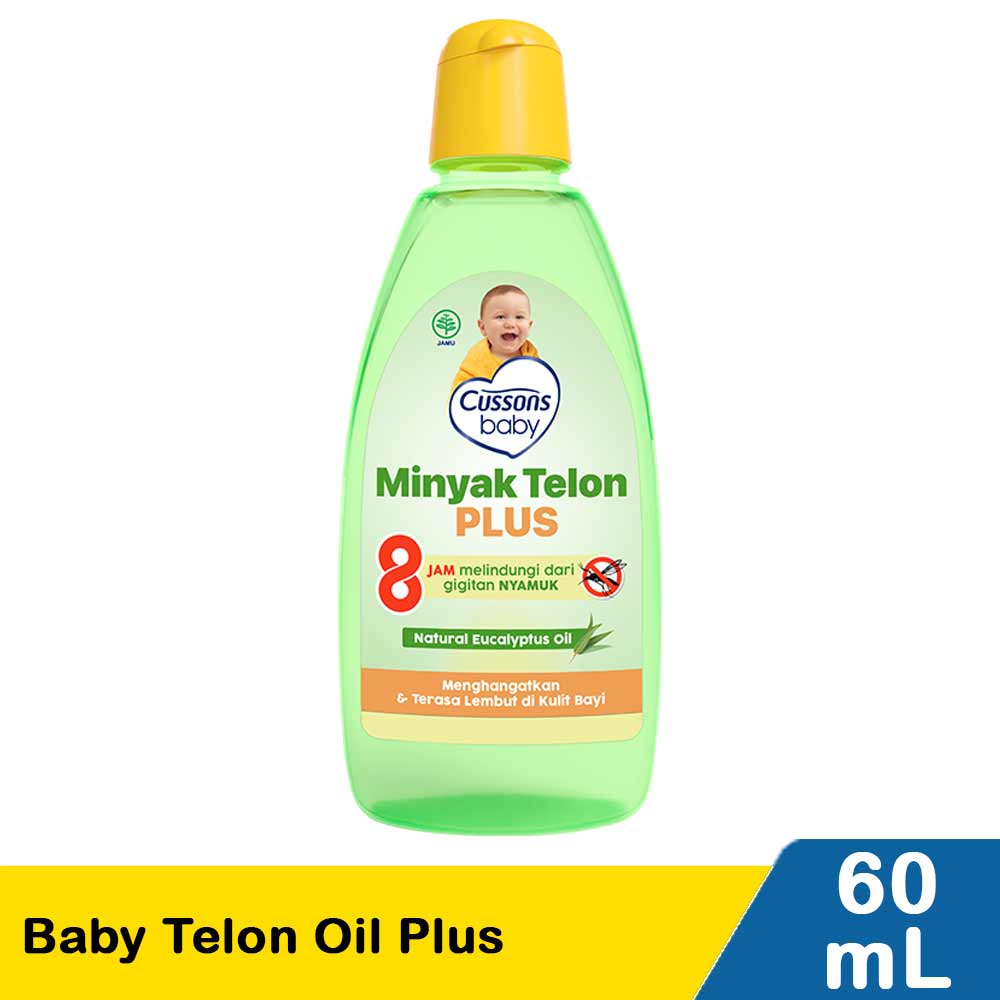 JAMU
Cussons
baby
Minyak Telon
PLUS
8
JAM melindungi dari
gigitan NYAMUK
Natural Eucalyptus Oil
Menghangatkan
& Terasa Lembut di Kulit Bayi
Baby Telon Oil Plus
60
mL